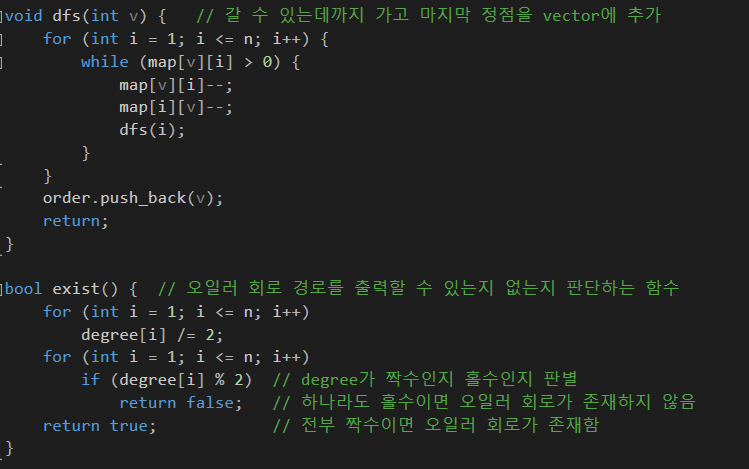 void dfs(int v) {   // 갈 수 있는데까지 가고 마지막 정점을 vector에 추가
    for (int i = 1; i <= n; i++) {
        while (map[v][i] > 0) {
            map[v][i]--;
            map[i][v]--;
            dfs(i);
        }
    }
    order.push_back(v);
    return;
}

bool exist() {  // 오일러 회로 경로를 출력할 수 있는지 없는지 판단하는 함수
    for (int i = 1; i <= n; i++)
        degree[i] /= 2;
    for (int i = 1; i <= n; i++)
        if (degree[i] % 2)  // degree가 짝수인지 홀수인지 판별
            return false;   // 하나라도 홀수이면 오일러 회로가 존재하지 않음
    return true;            // 전부 짝수이면 오일러 회로가 존재함
}